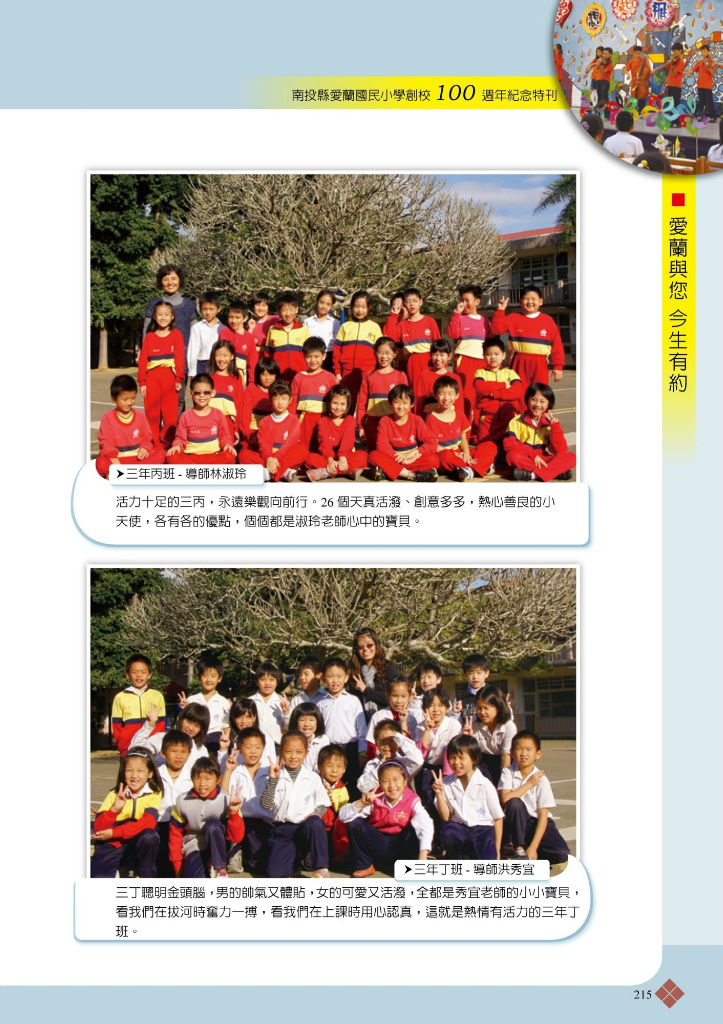 南投縣愛蘭國民小學創校 100 週年紀念特刊
愛蘭與您 今生有約
三年丙班 - 導師林淑玲
活力十足的三丙，永遠樂觀向前行。26 個天真活潑、創意多多，熱心善良的小
天使，各有各的優點，個個都是淑玲老師心中的寶貝。
三年丁班 - 導師洪秀宜
三丁聰明金頭腦，男的帥氣又體貼，女的可愛又活潑，全都是秀宜老師的小小寶貝，
看我們在拔河時奮力一搏，看我們在上課時用心認真，這就是熱情有活力的三年丁
班。
215